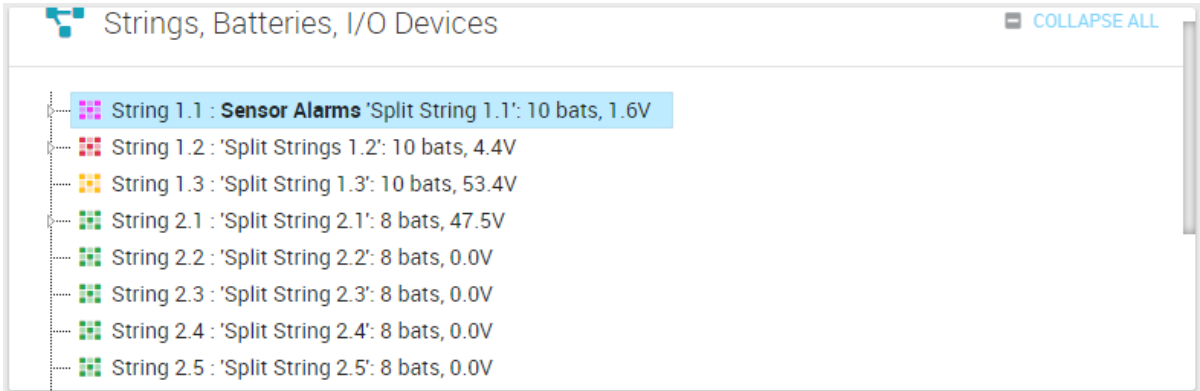 Strings, Batteries, I/O Devices
COLLAPSE ALL
String 1.1 : Sensor Alarms 'Split String 1.1': 10 bats, 1.6V
String 1.2 : 'Split Strings 1.2': 10 bats, 4.4V
String 1.3 : 'Split String 1.3': 10 bats, 53.4V
String 2.1 : 'Split String 2.1': 8 bats, 47.5V
String 2.2 : 'Split String 2.2': 8 bats, 0.0V
String 2.3 : 'Split String 2.3': 8 bats, 0.0V
String 2.4 : 'Split String 2.4': 8 bats, 0.0V
String 2.5 : 'Split String 2.5': 8 bats, 0.0V